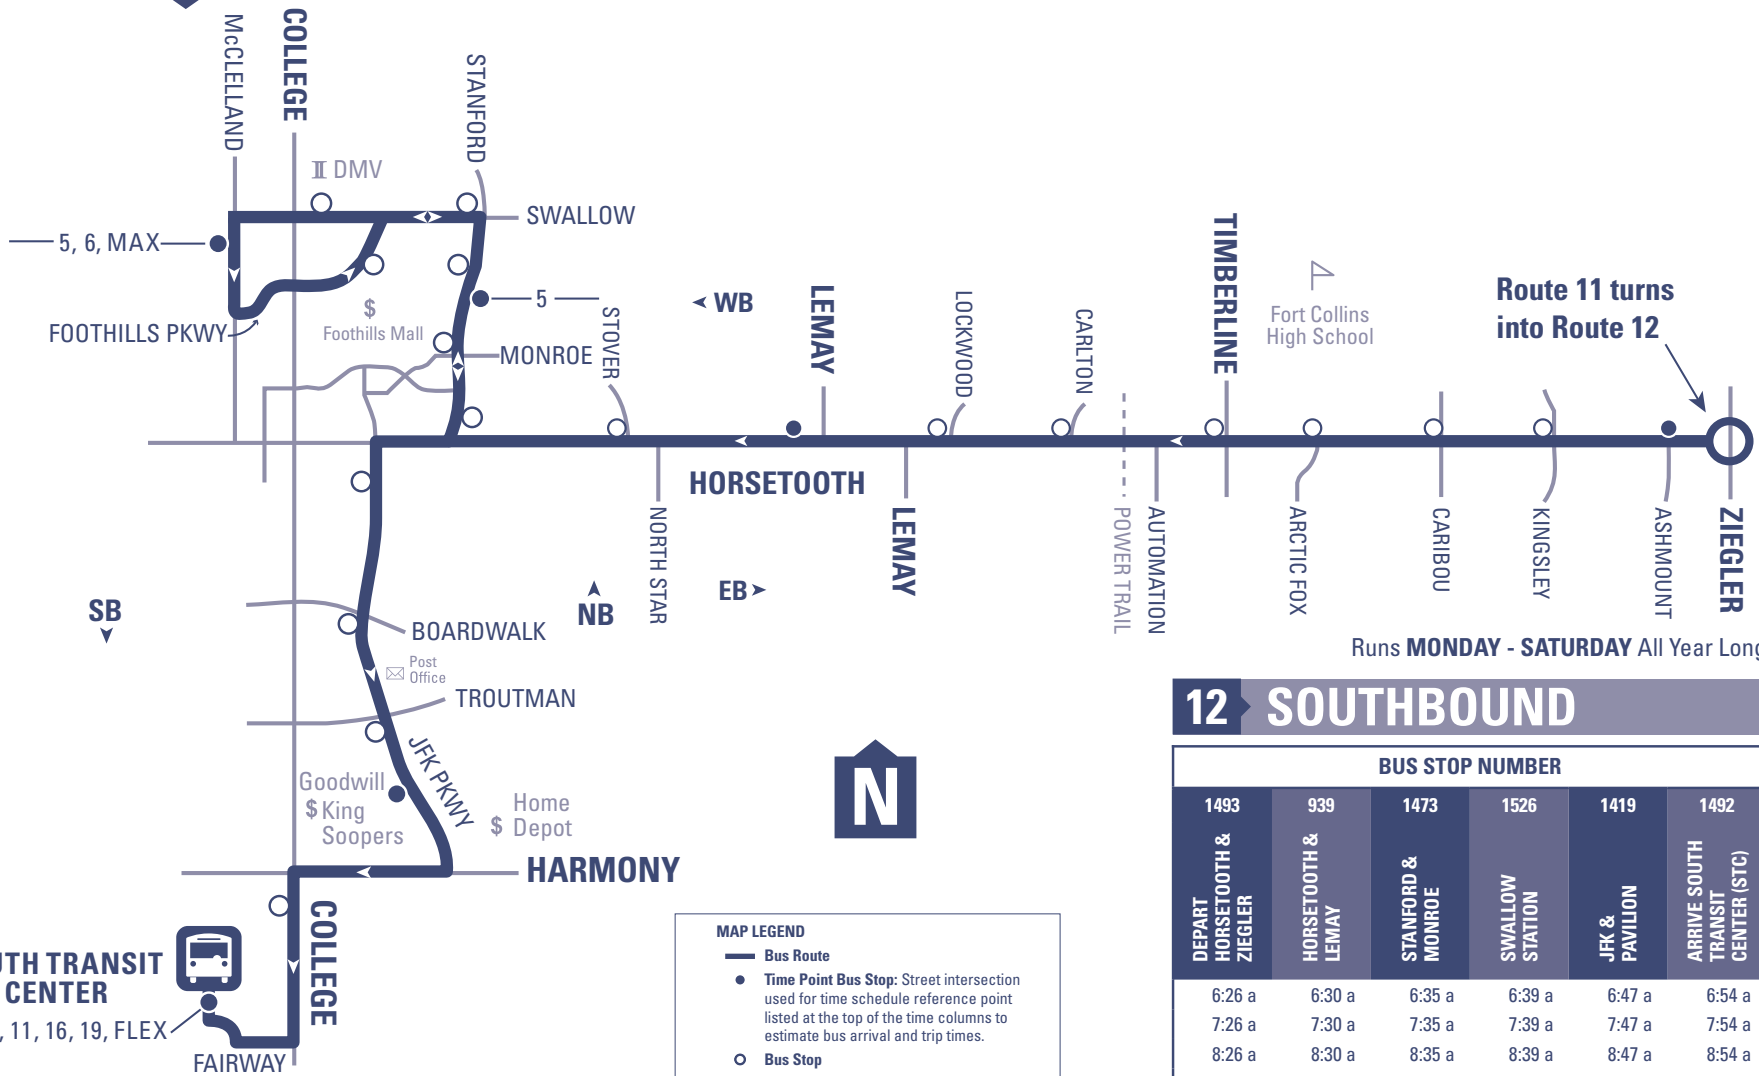 McCLELLAND
COLLEGE
STANFORD
DMV
SWALLOW
5, 6, MAX
5
FOOTHILLS PKWY
$
Foothills Mall
MONROE
STOVER
WB
LEMAY
LOCKWOOD
CARLTON
TIMBERLINE
Fort Collins
High School
Route 11 turns
into Route 12
HORSETOOTH
NORTH STAR
LEMAY
POWER TRAIL
AUTOMATION
ARCTIC FOX
CARIBOU
KINGSLEY
ASHMOUNT
ZIEGLER
SB
NB
EB
BOARDWALK
Post
Office
TROUTMAN
JFK PKWY
Goodwill
$ King
Soopers
$ Home
Depot
HARMONY
COLLEGE
UTH TRANSIT
CENTER
, 11, 16, 19, FLEX
FAIRWAY
N
MAP LEGEND
Bus Route
Time Point Bus Stop: Street intersection
used for time schedule reference point
listed at the top of the time columns to
estimate bus arrival and trip times.
Bus Stop
Runs MONDAY - SATURDAY All Year Long
12 SOUTHBOUND
BUS STOP NUMBER
1493 939 1473 1526 1419 1492
DEPART
HORSETOOTH &
ZIEGLER
HORSETOOTH &
LEMAY
STANFORD &
MONROE
SWALLOW
STATION
JFK &
PAVILION
ARRIVE SOUTH
TRANSIT
CENTER (STC)
6:26 a 6:30 a 6:35 a 6:39 a 6:47 a 6:54 a
7:26 a 7:30 a 7:35 a 7:39 a 7:47 a 7:54 a
8:26 a 8:30 a 8:35 a 8:39 a 8:47 a 8:54 a